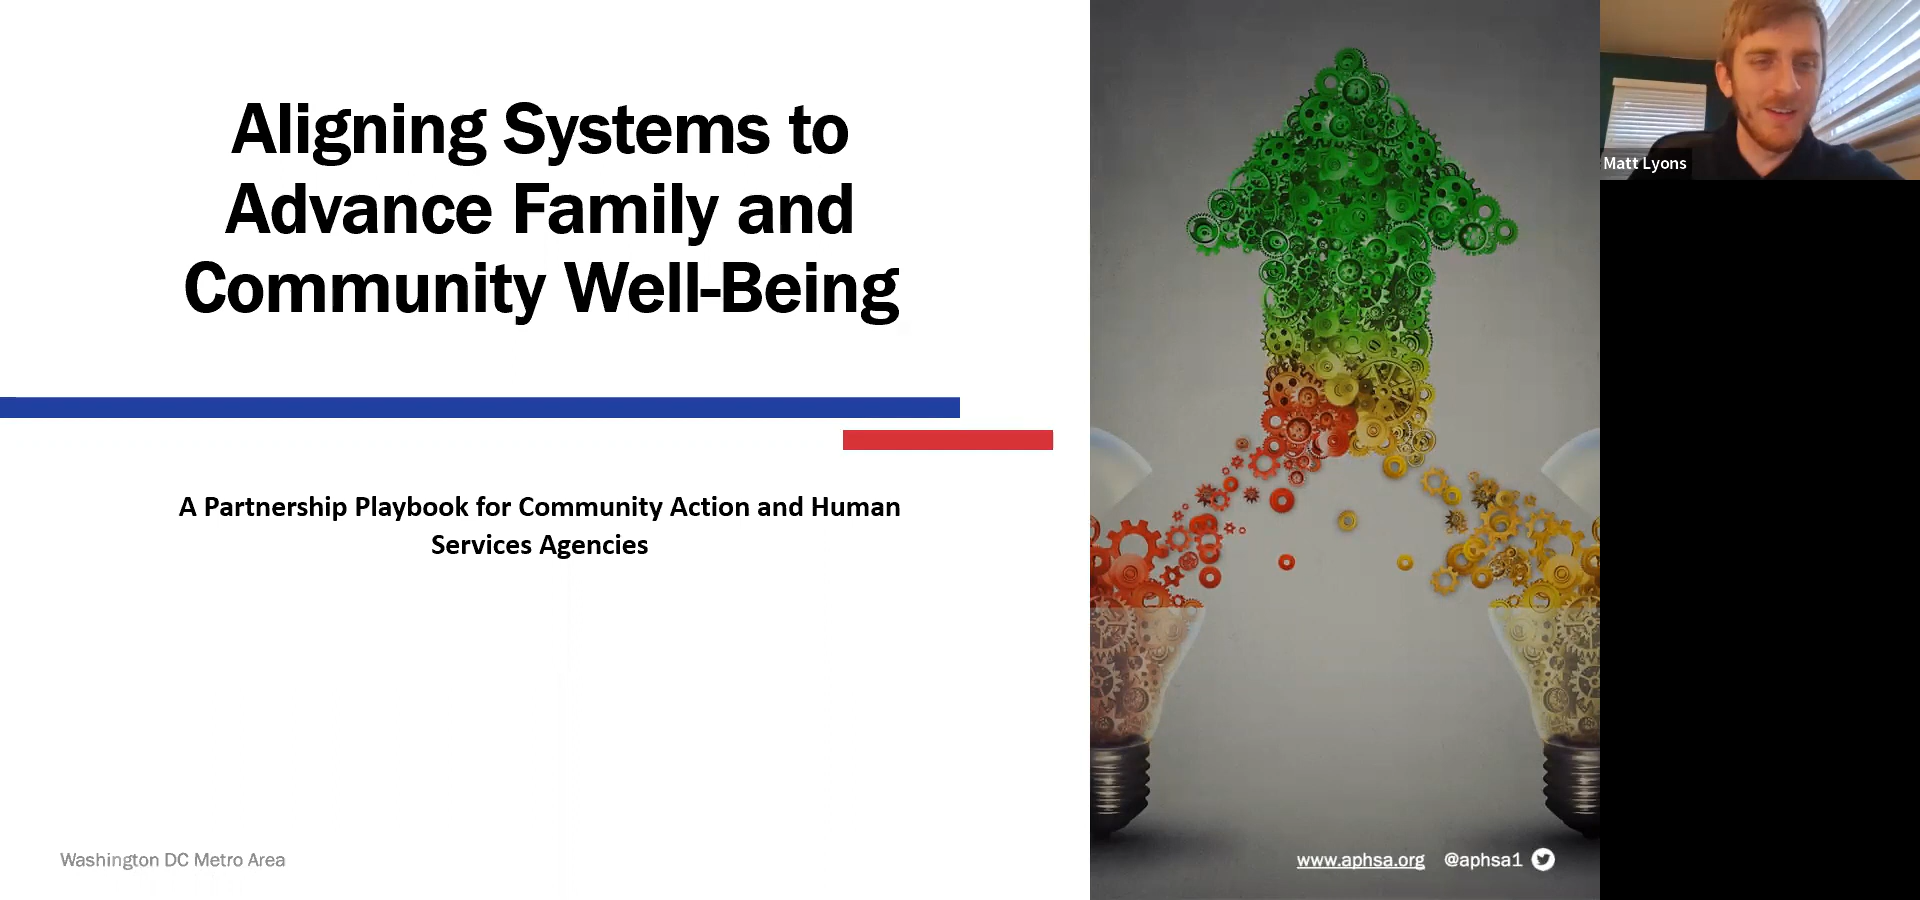 Aligning Systems to
Advance Family and
Community Well-Being
A Partnership Playbook for Community Action and Human
Services Agencies
Washington DC Metro Area
www.aphsa.org @aphsa1
Matt Lyons